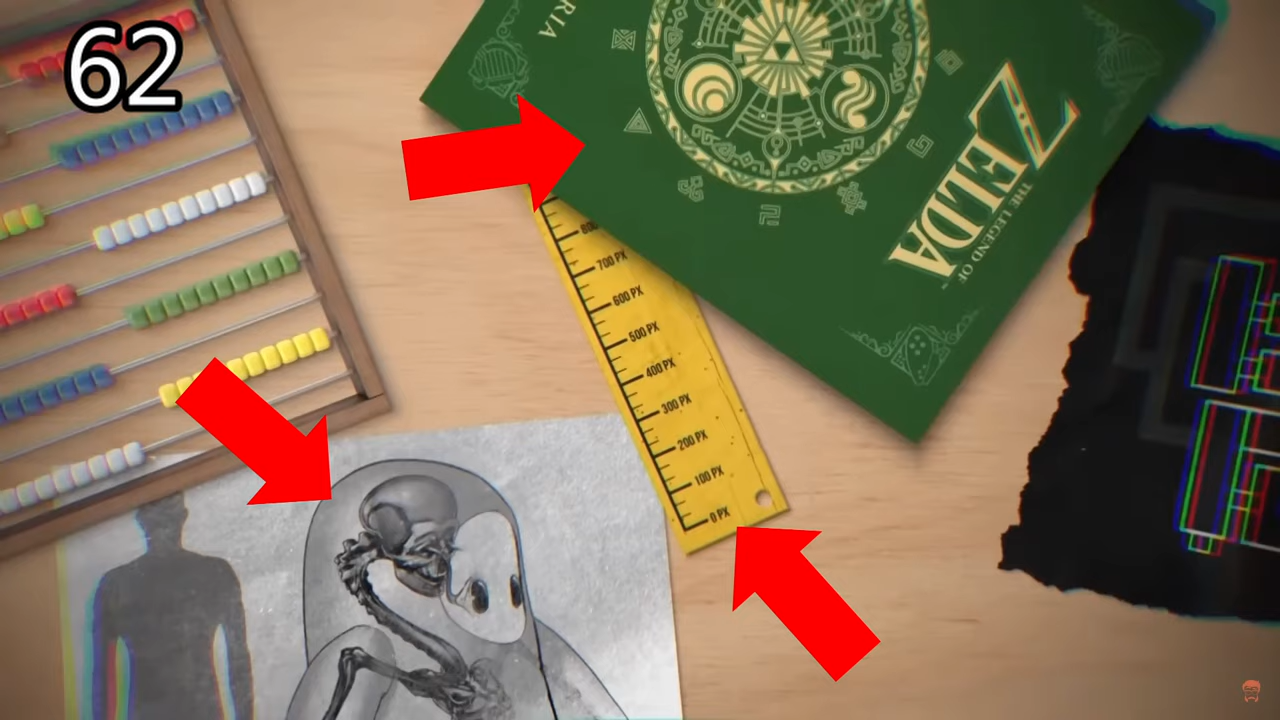 62
RIA
THE LEGEND OF
ZELDA
800
700 PX
600 PX
500 PX
400 PX
300 PX
200 PX
100 PX
0 PX